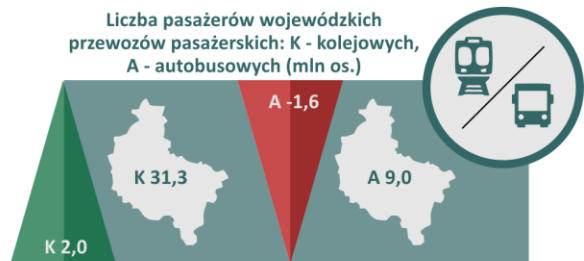 Liczba pasażerów wojewódzkich
przewozów pasażerskich: K - kolejowych,
A - autobusowych (mln os.)
A -1,6
K 31,3
A 9,0
K 2,0